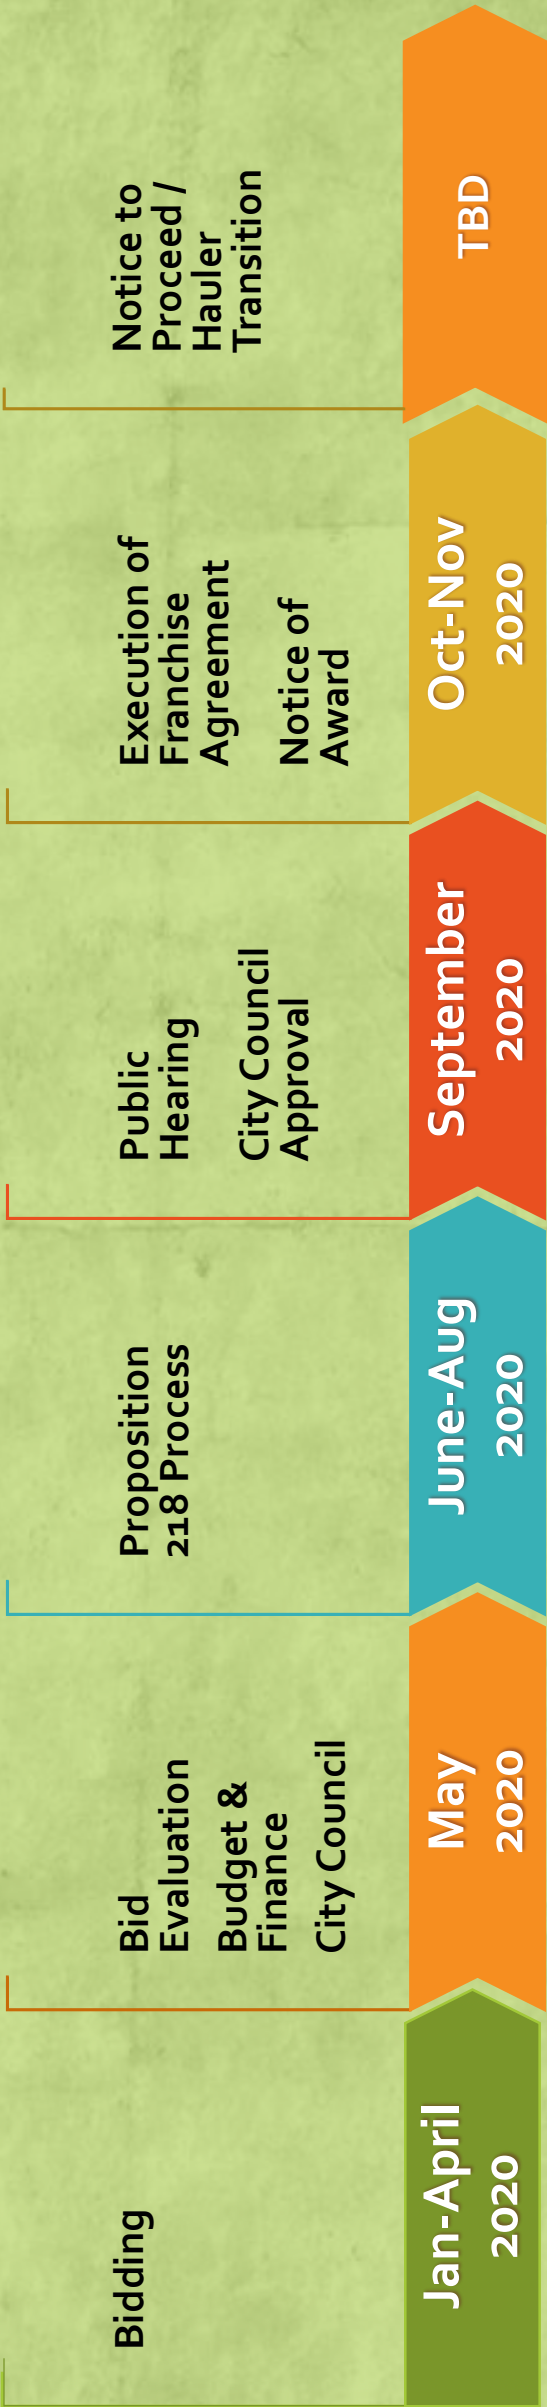 Bidding
Jan-April
2020
Bid
Evaluation
Budget &
Finance
City Council
May
2020
Proposition
218 Process
June-Aug
2020
Public
Hearing
City Council
Approval
September
2020
Execution of
Franchise
Agreement
Notice of
Award
Oct-Nov
2020
Notice to
Proceed /
Hauler
Transition
TBD